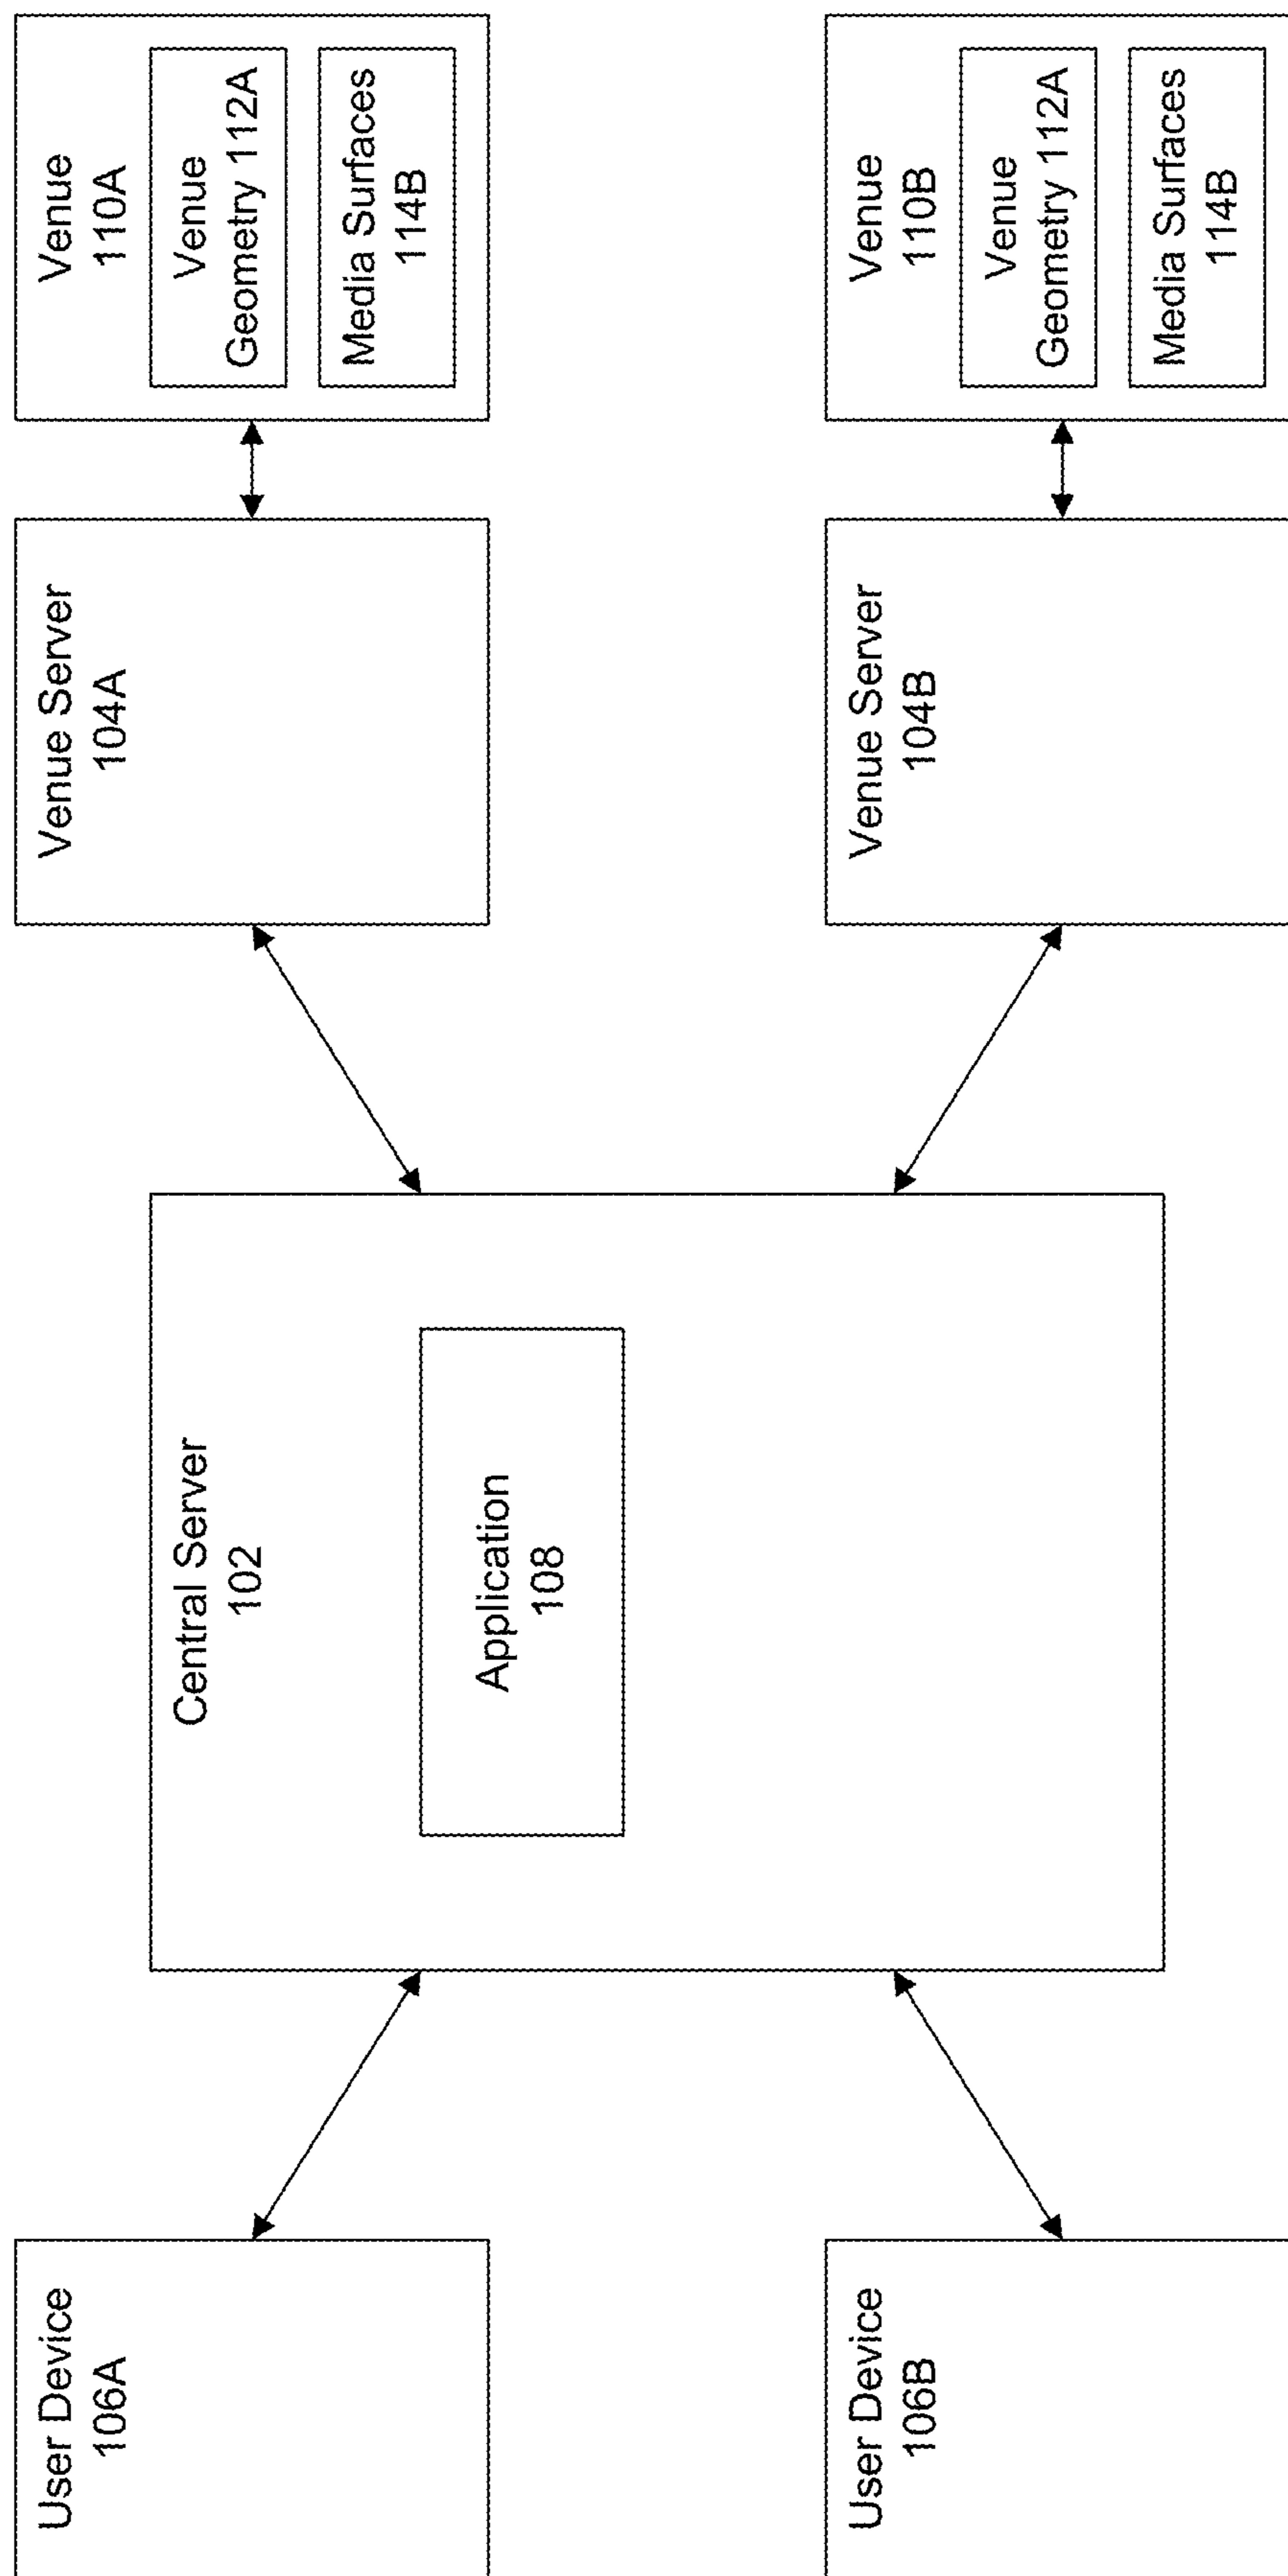 User Device
106A
User Device
106B
Central Server
102
Application
108
Venue Server
104A
Venue Server
104B
Venue
110A
Venue
Geometry 112A
Media Surfaces
114B
Venue
110B
Venue
Geometry 112A
Media Surfaces
114B